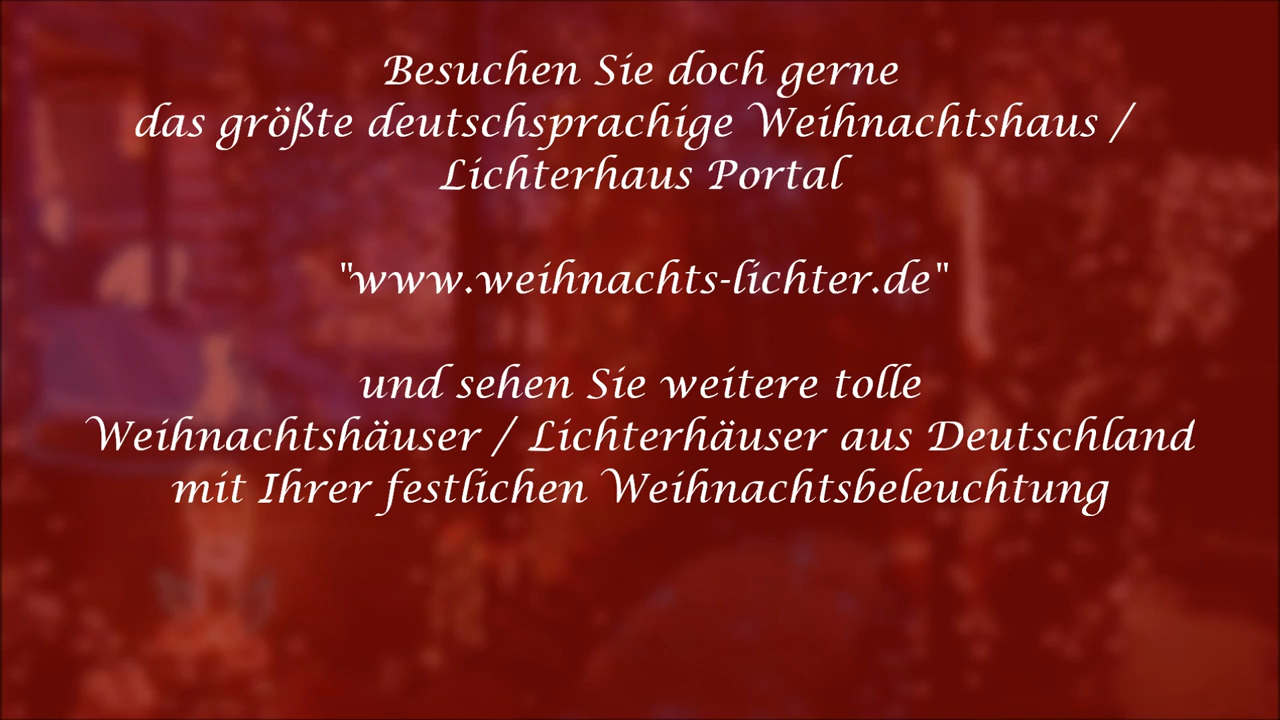 Besuchen Sie doch gerne
das größte deutschsprachige Weihnachtshaus /
Lichterhaus Portal
"www.weihnachts-lichter.de"
und sehen Sie weitere tolle
Weihnachtshäuser / Lichterhäuser aus Deutschland
mit Ihrer festlichen Weihnachtsbeleuchtung